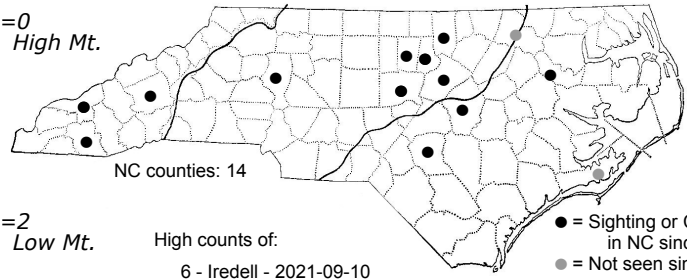 =0
High Mt.
NC counties: 14
=2
Low Mt.
High counts of:
6 - Iredell - 2021-09-10
● = Sighting or
in NC sinc
● = Not seen sin